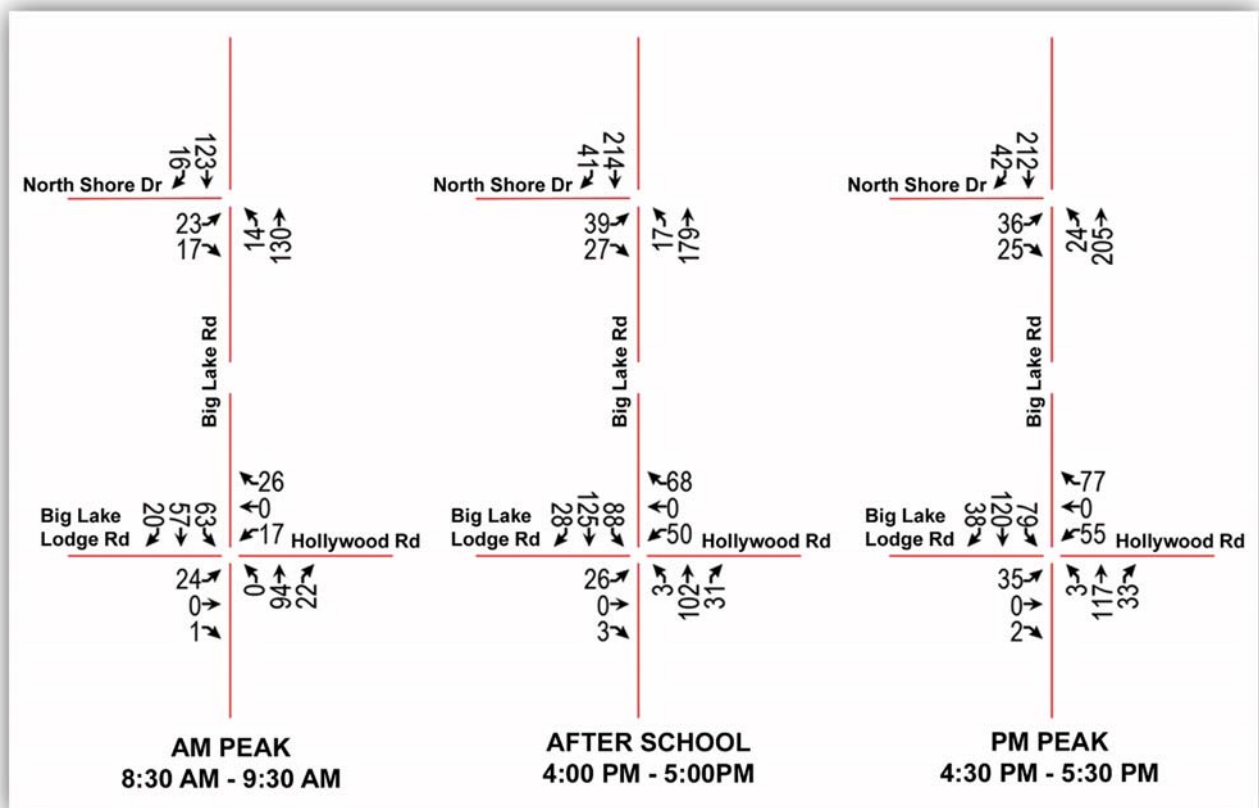 123
16
North Shore Dr
23
17
14
130
Big Lake Rd
26
0
17
20
57
63
Big Lake
Lodge Rd
Hollywood Rd
24
0
1
0
94
22
AM PEAK
8:30 AM - 9:30 AM
214
41
North Shore Dr
39
27
17
179
Big Lake Rd
68
0
50
28
125
88
Big Lake
Lodge Rd
Hollywood Rd
26
0
3
3
102
31
AFTER SCHOOL
4:00 PM - 5:00PM
212
42
North Shore Dr
36
25
24
205
Big Lake Rd
77
0
55
38
120
79
Big Lake
Lodge Rd
Hollywood Rd
35
0
2
3
117
33
PM PEAK
4:30 PM - 5:30 PM